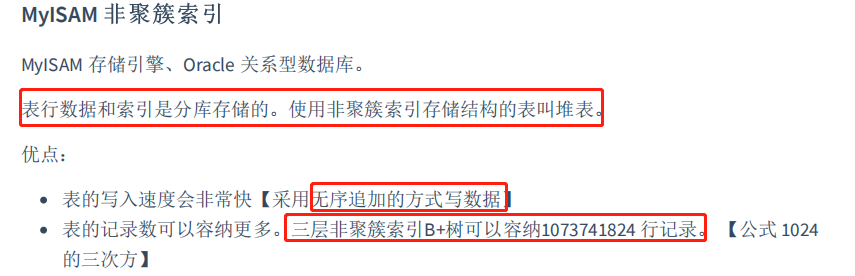 MyISAM 非聚簇索引
MyISAM 存储引擎、Oracle 关系型数据库。
表行数据和索引是分库存储的。使用非聚簇索引存储结构的表叫堆表。
优点：
• 表的写入速度会非常快【采用无序追加的方式写数据】
• 表的记录数可以容纳更多。三层非聚簇索引B+树可以容纳1073741824 行记录。【公式 1024
的三次方】